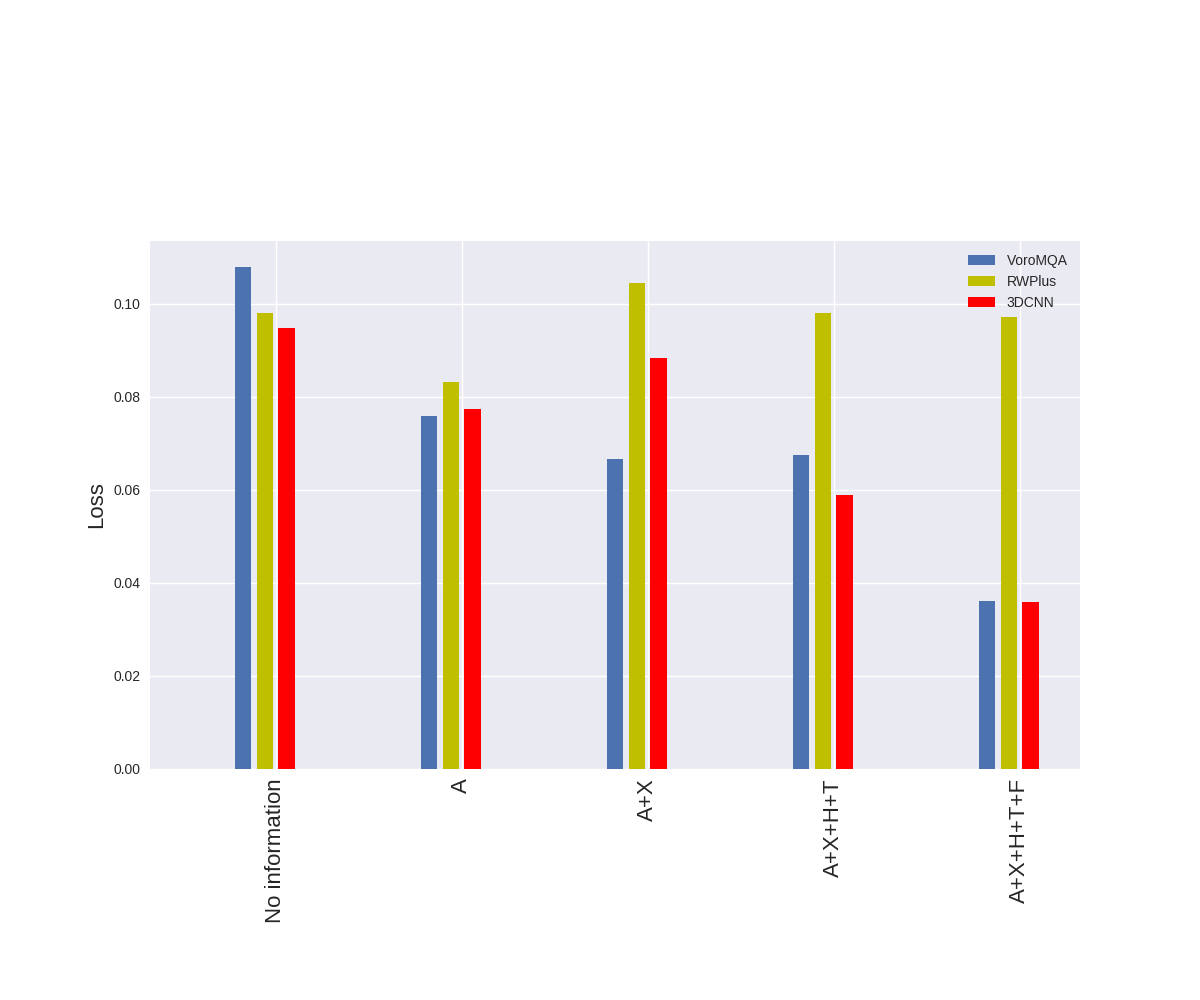 VoroMQA
RWPlus
3DCNN
Loss
0.10
0.08
0.06
0.04
0.02
0.00
No information
A
A+X
A+X+H+T
A+X+H+T+F